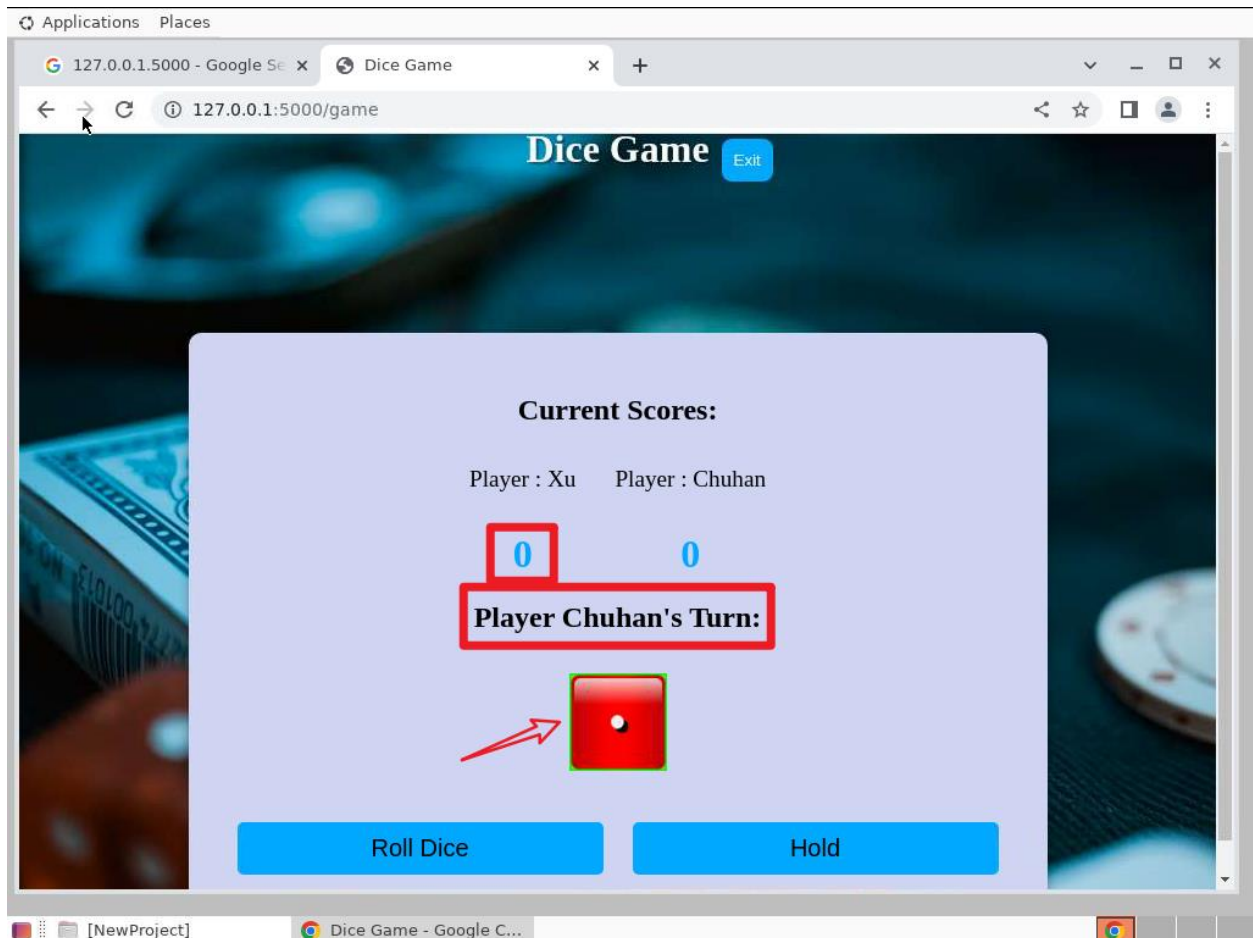 Applications Places
127.0.0.1.5000 - Google Se
Dice Game
127.0.0.1:5000/game
Dice Game Exit
Current Scores:
Player : Xu Player : Chuhan
0 0
Player Chuhan's Turn:
Roll Dice Hold
[NewProject] Dice Game - Google C...